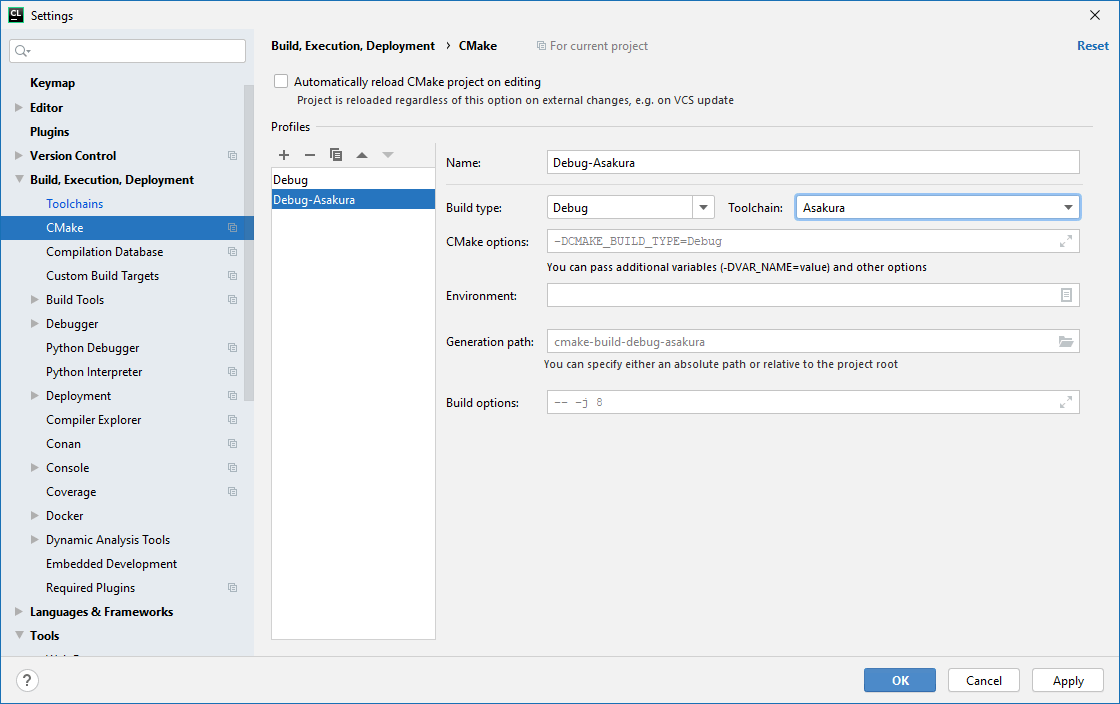 CL
Settings
Build, Execution, Deployment › CMake
For current project
Reset
Keymap
Editor
Plugins
Version Control
Build, Execution, Deployment
Toolchains
CMake
Compilation Database
Custom Build Targets
Build Tools
Debugger
Python Debugger
Python Interpreter
Deployment
Compiler Explorer
Conan
Console
Coverage
Docker
Dynamic Analysis Tools
Embedded Development
Required Plugins
Languages & Frameworks
Tools
Automatically reload CMake project on editing
Project is reloaded regardless of this option on external changes, e.g. on VCS update
Profiles
Debug
Debug-Asakura
Name: Debug-Asakura
Build type: Debug Toolchain: Asakura
CMake options: -DCMAKE_BUILD_TYPE=Debug
You can pass additional variables (-DVAR_NAME=value) and other options
Environment:
Generation path: cmake-build-debug-asakura
You can specify either an absolute path or relative to the project root
Build options: -- -j 8
?
OK
Cancel
Apply